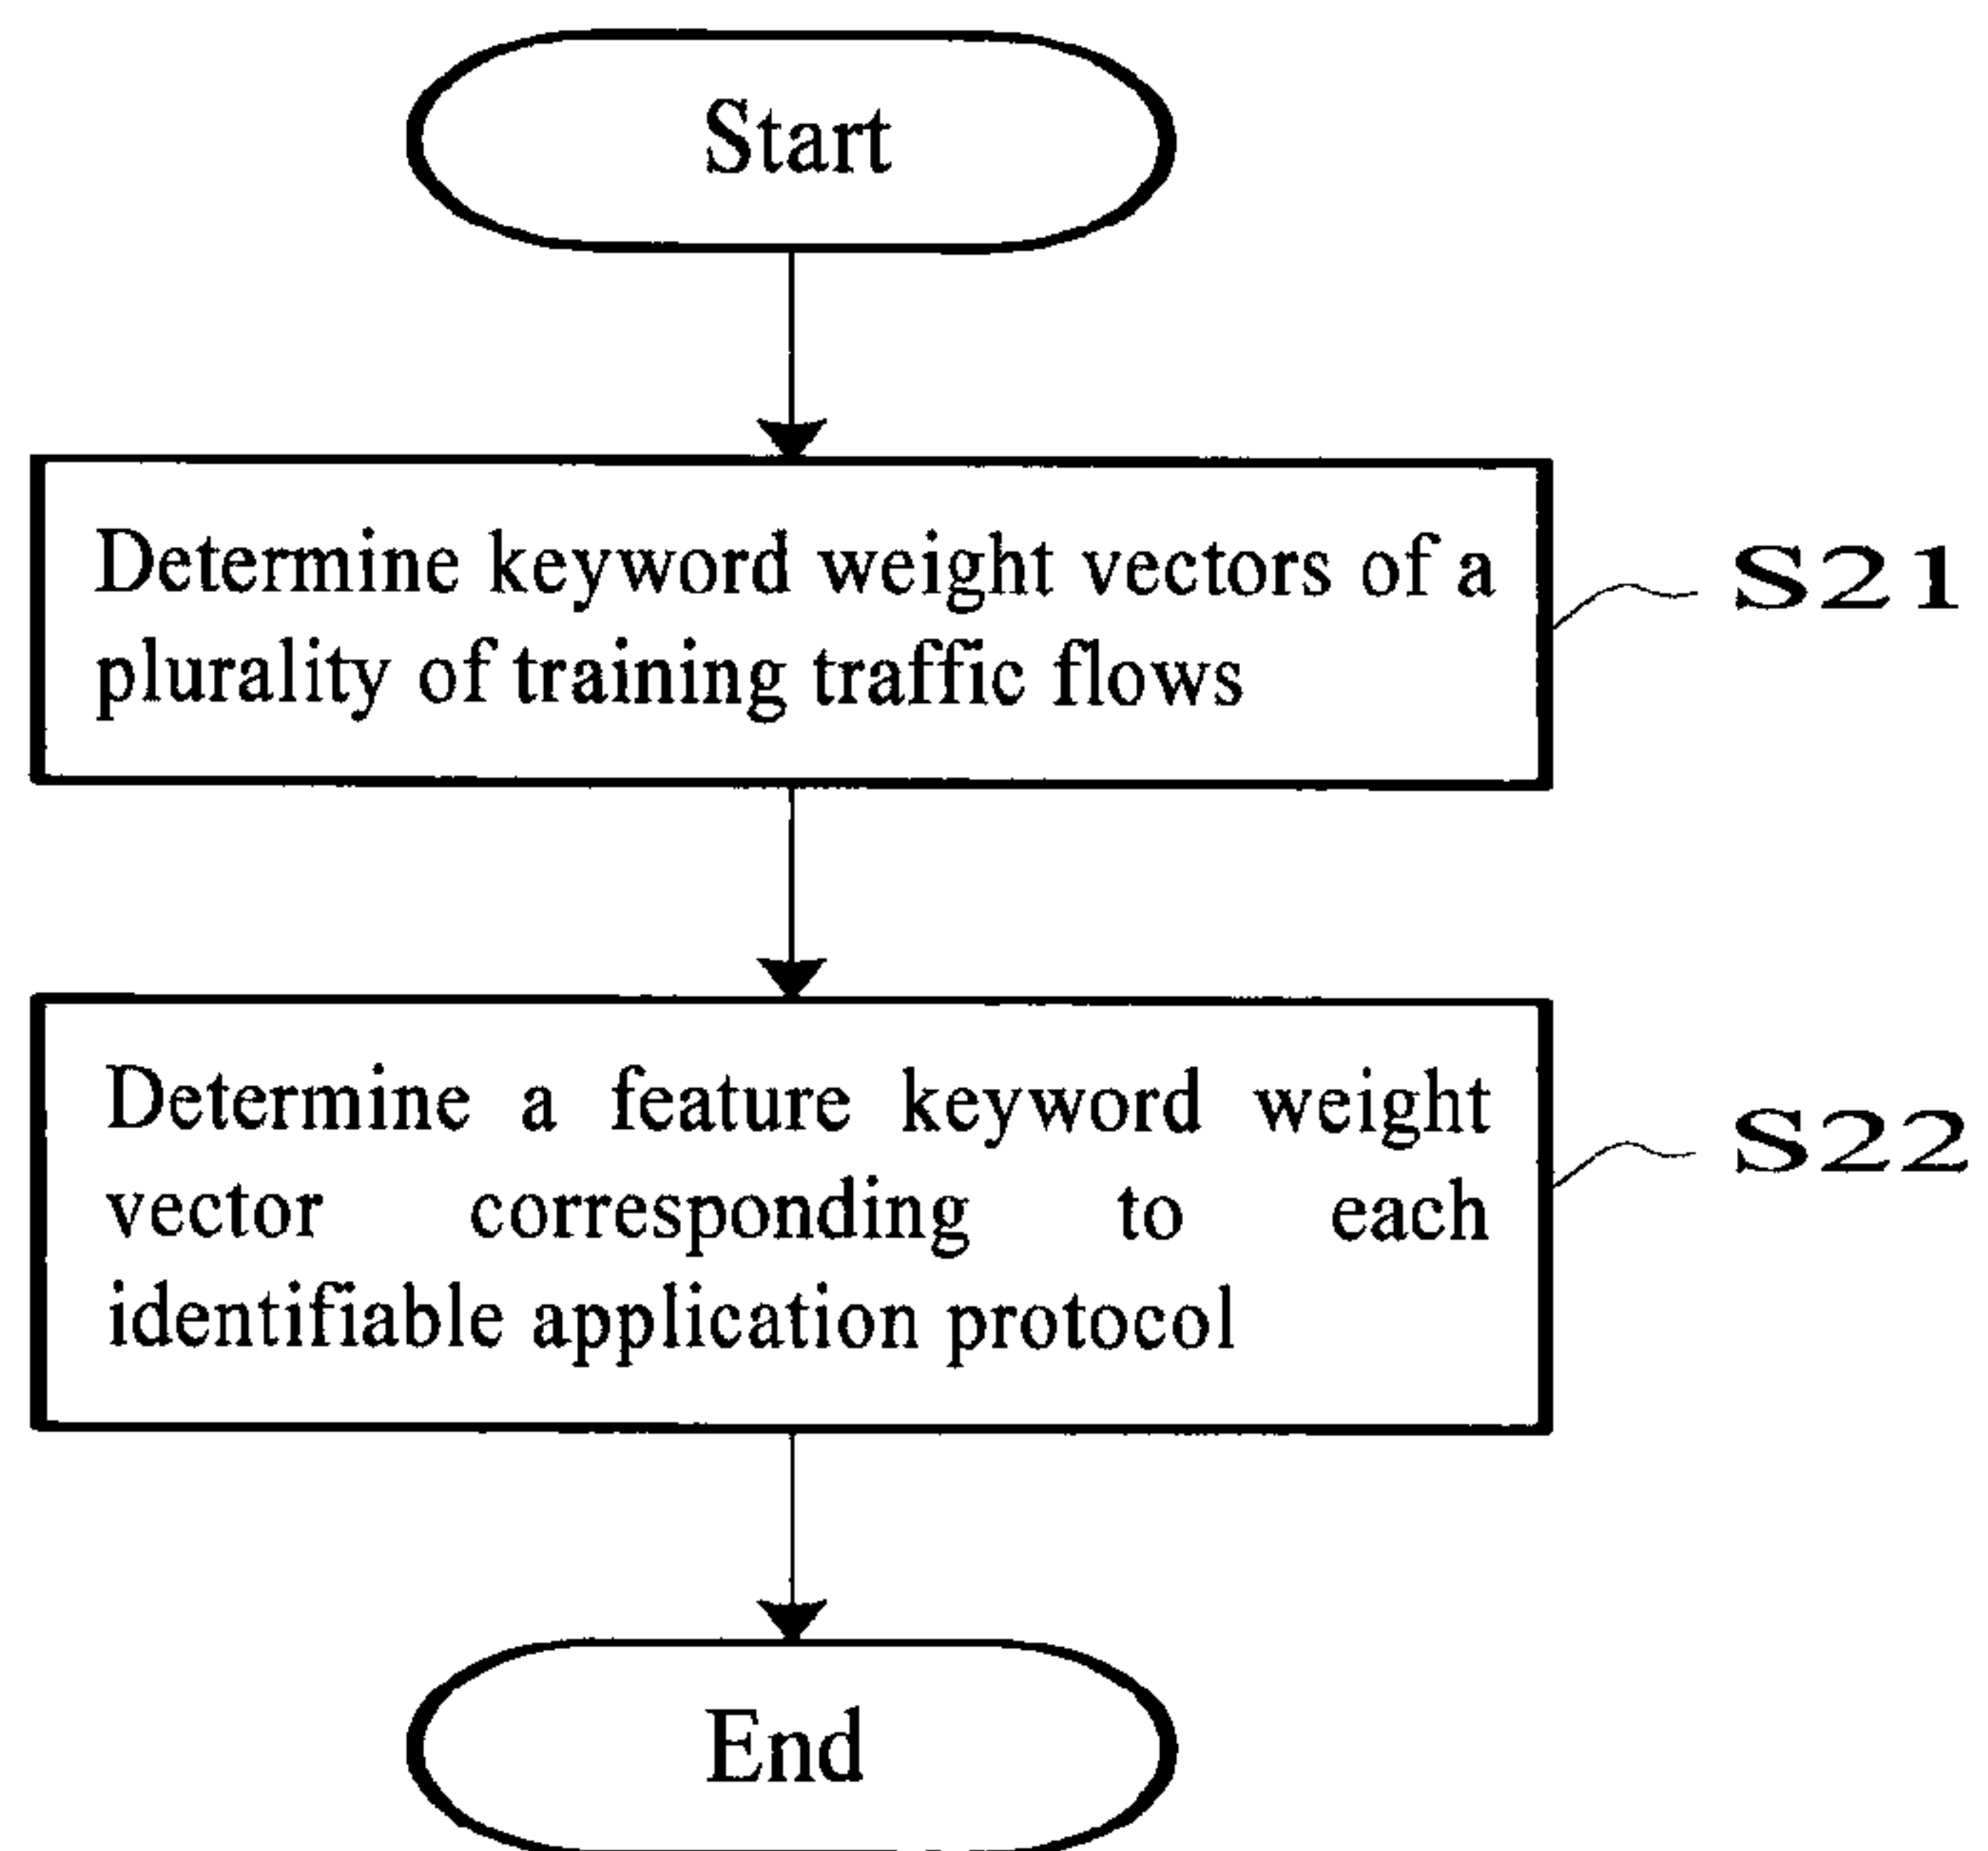 Start
Determine keyword weight vectors of a
plurality of training traffic flows
S21
Determine a feature keyword weight
vector corresponding to each
identifiable application protocol
S22
End